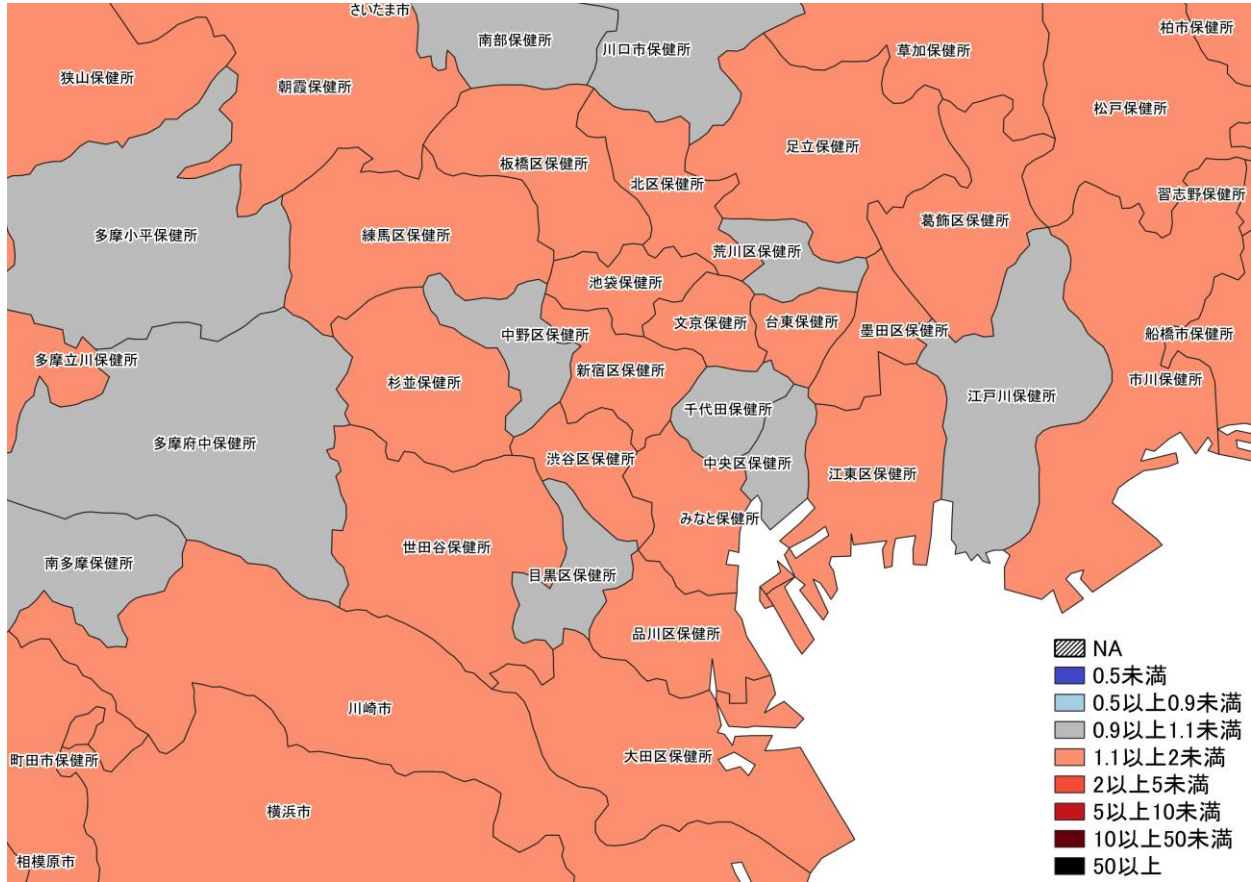 さいたま市
南部保健所
川口市保健所
草加保健所
柏市保健所
狭山保健所
朝霞保健所
松戸保健所
足立保健所
板橋区保健所
北区保健所
習志野保健所
葛飾区保健所
多摩小平保健所
練馬区保健所
荒川区保健所
池袋保健所
文京保健所
台東保健所
墨田区保健所
船橋市保健所
中野区保健所
多摩立川保健所
杉並保健所
新宿区保健所
市川保健所
江戸川保健所
千代田保健所
多摩府中保健所
渋谷区保健所
中央区保健所
江東区保健所
みなと保健所
世田谷保健所
南多摩保健所
目黒区保健所
品川区保健所
川崎市
町田市保健所
大田区保健所
横浜市
相模原市
NA
0.5未満
0.5以上0.9未満
0.9以上1.1未満
1.1以上2未満
2以上5未満
5以上10未満
10以上50未満
50以上